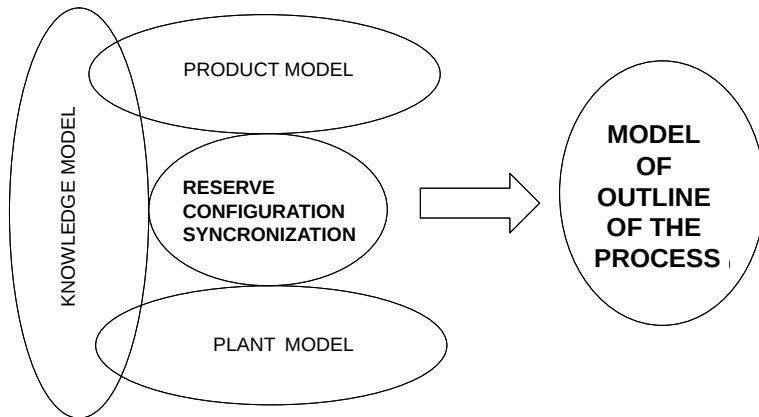 KNOWLEDGE MODEL
PRODUCT MODEL
RESERVE
CONFIGURATION
SYNCRONIZATION
PLANT MODEL
MODEL
OF
OUTLINE
OF THE
PROCESS